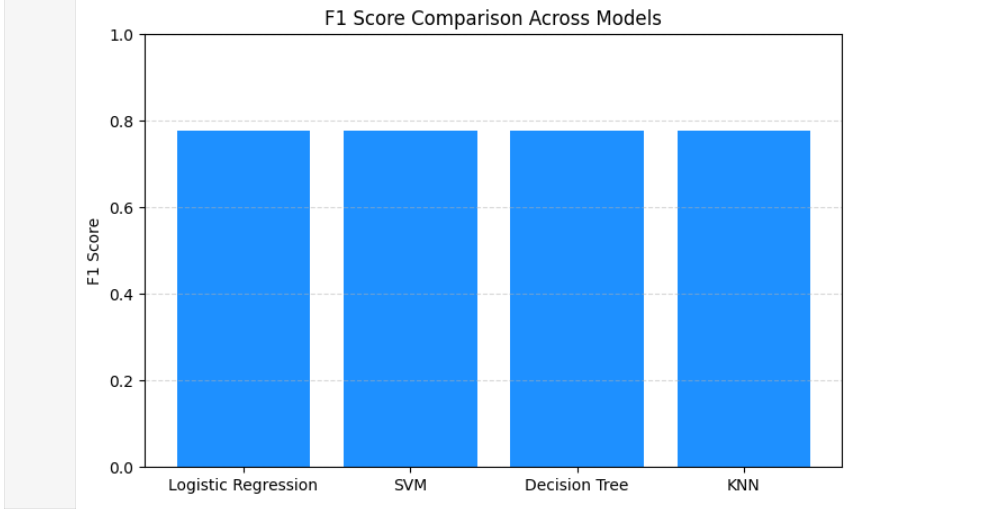 F1 Score Comparison Across Models
1.0
0.8
0.6
0.4
0.2
0.0
F1 Score
Logistic Regression SVM Decision Tree KNN